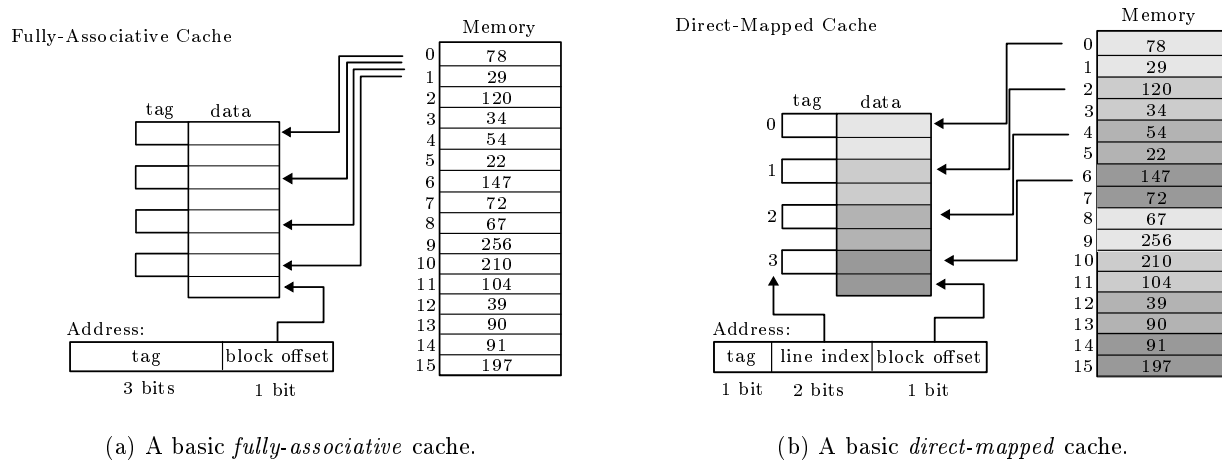 Fully-Associative Cache
Memory
tag data
0 78
1 29
2 120
3 34
4 54
5 22
6 147
7 72
8 67
9 256
10 210
11 104
12 39
13 90
14 91
15 197
Address:
tag block offset
3 bits 1 bit
(a) A basic fully-associative cache.
Direct-Mapped Cache
Memory
tag data
0
1
2
3
0 78
1 29
2 120
3 34
4 54
5 22
6 147
7 72
8 67
9 256
10 210
11 104
12 39
13 90
14 91
15 197
Address:
tag line index block offset
1 bit 2 bits 1 bit
(b) A basic direct-mapped cache.